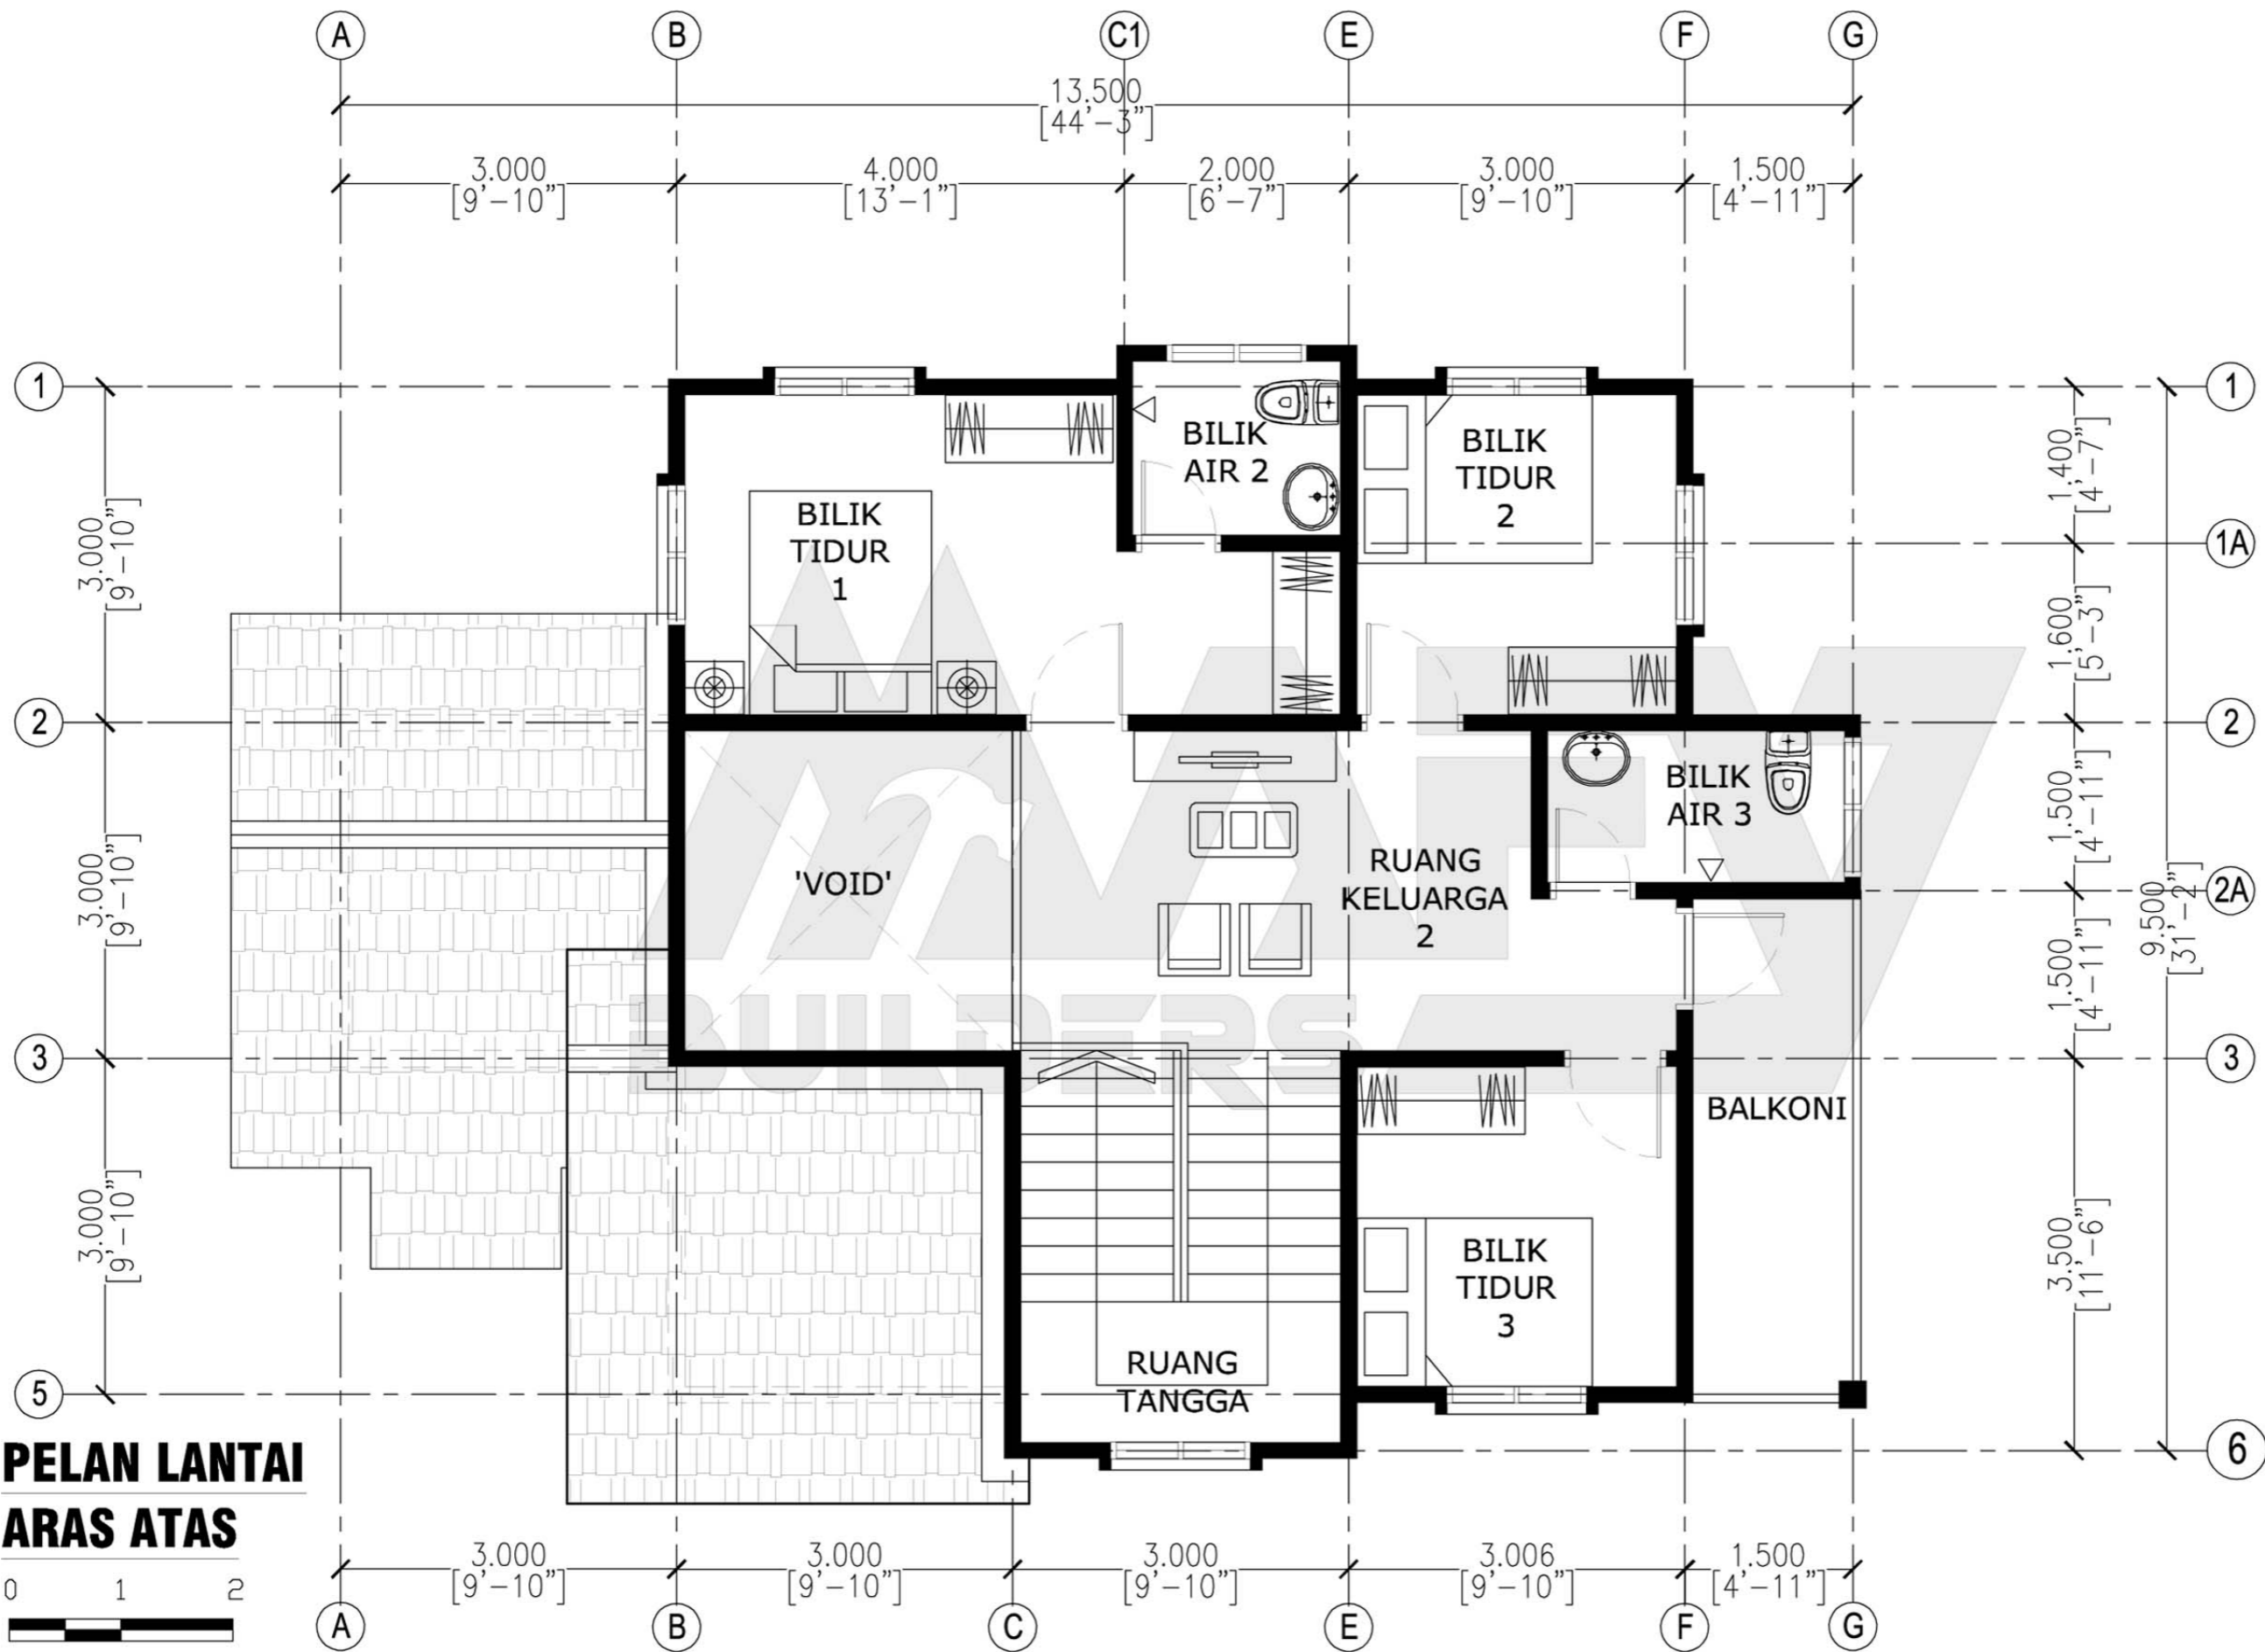 A B C1 E F G
13.500
[44'-3"]
3.000 4.000 2.000 3.000 1.500
[9'-10"] [13'-1"] [6'-7"] [9'-10"] [4'-11"]
1 1
BILIK
AIR 2
BILIK
TIDUR
2
BILIK
TIDUR
1
3.000
[9'-10"]
1.400
[4'-7"]
1A
1.600
[5'-3"]
2 2
BILIK
AIR 3
'VOID'
RUANG
KELUARGA
2
3.000
[9'-10"]
1.500
[4'-11"]
2A
9.500
[31'-2"]
1.500
[4'-11"]
BUILDERS
3 3
BALKONI
3.000
[9'-10"]
3.500
[11'-6"]
BILIK
TIDUR
3
RUANG
TANGGA
5
6
PELAN LANTAI
ARAS ATAS
0 1 2
3.000 3.000 3.000 3.006 1.500
[9'-10"] [9'-10"] [9'-10"] [9'-10"] [4'-11"]
A B C E F G